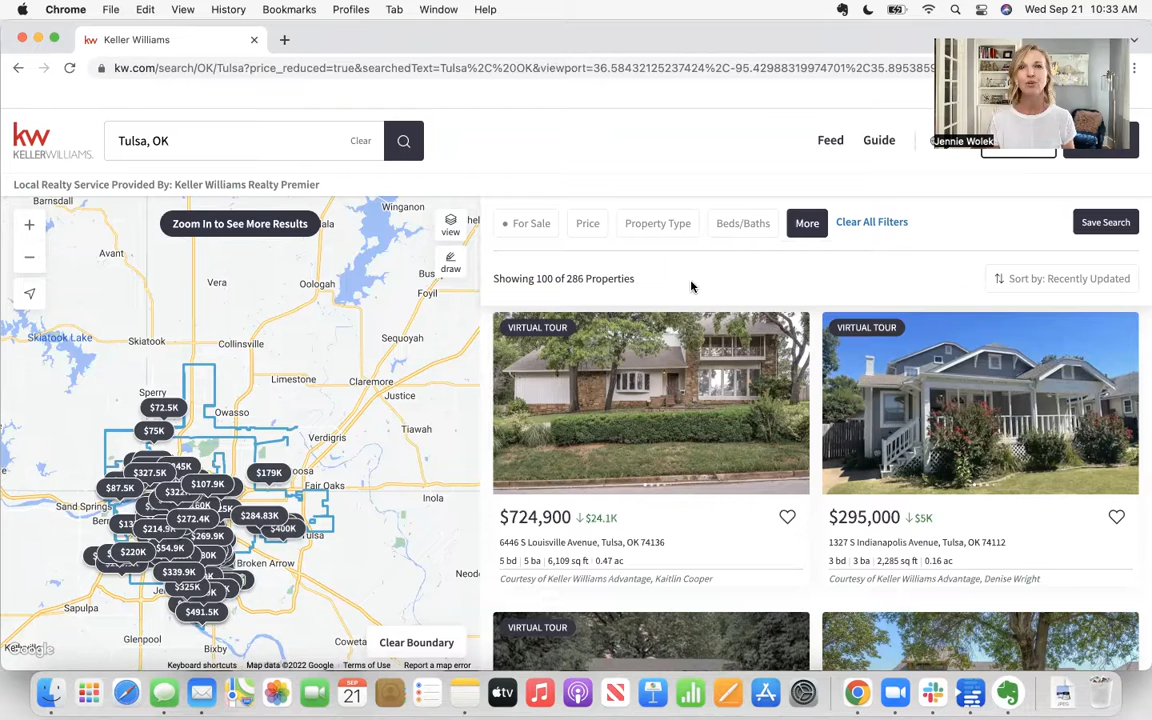 Chrome File Edit View History Bookmarks Profiles Tab Window Help
Wed Sep 21 10:33 AM
kw Keller Williams
kw.com/search/OK/Tulsa?price_reduced=true&searchedText=Tulsa%2C%20OK&viewport=36.58432125237424%2C-95.42988319974701%2C35.8953859
Jennie Wolek
kw
KELLERWILLIAMS.
Tulsa, OK
Clear
Feed
Guide
Local Realty Service Provided By: Keller Williams Realty Premier
Zoom In to See More Results
view
draw
For Sale
Price
Property Type
Beds/Baths
More
Clear All Filters
Save Search
Showing 100 of 286 Properties
Sort by: Recently Updated
Barnsdall
Winganon
Avant
Vera
Oologah
Foyil
Skiatook Lake
Skiatook
Collinsville
Sequoyah
Limestone
Claremore
Sperry
Justice
Owasso
Verdigris
Tiawah
Fair Oaks
Inola
Sand Springs
Broken Arrow
Sapulpa
Glenpool
Bixby
Coweta
$72.5K
$75K
$327.5K
$179K
$87.5K
$107.9K
$272.4K
$284.83K
$400K
$269.9K
$220K
$54.9K
$339.9K
$325K
$491.5K
Clear Boundary
Google
Keyboard shortcuts
Map data ©2022 Google
Terms of Use
Report a map error
VIRTUAL TOUR
$724,900 ↓$24.1K
6446 S Louisville Avenue, Tulsa, OK 74136
5 bd | 5 ba | 6,109 sq ft | 0.47 ac
Courtesy of Keller Williams Advantage, Kaitlin Cooper
VIRTUAL TOUR
$295,000 ↓$5K
1327 S Indianapolis Avenue, Tulsa, OK 74112
3 bd | 3 ba | 2,285 sq ft | 0.16 ac
Courtesy of Keller Williams Advantage, Denise Wright
VIRTUAL TOUR
SEP
21
tv
JPEG